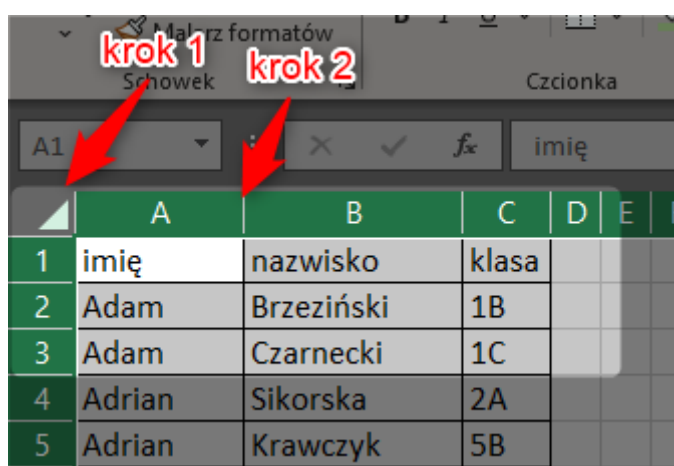 Malarz formatów
krok 1
krok 2
Schowek
Czcionka
A1
fx
imię
A B C D E
1 imię nazwisko klasa
2 Adam Brzeziński 1B
3 Adam Czarnecki 1C
4 Adrian Sikorska 2A
5 Adrian Krawczyk 5B